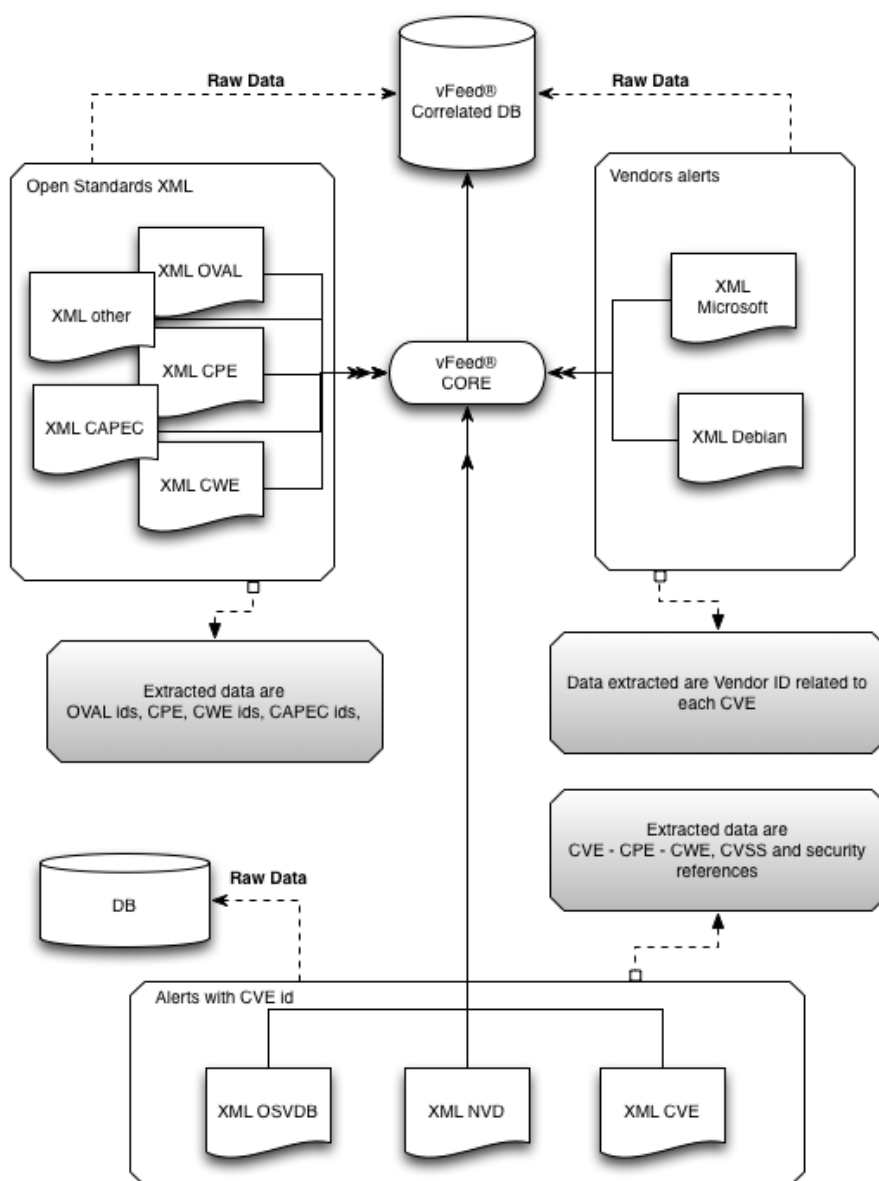 Raw Data
vFeed®
Correlated DB
Raw Data
Open Standards XML
Vendors alerts
XML OVAL
XML other
XML CPE
XML CAPEC
XML CWE
vFeed®
CORE
XML
Microsoft
XML Debian
Extracted data are
OVAL ids, CPE, CWE ids, CAPEC ids,
Data extracted are Vendor ID related to
each CVE
Extracted data are
CVE - CPE - CWE, CVSS and security
references
DB
Raw Data
Alerts with CVE id
XML OSVDB
XML NVD
XML CVE